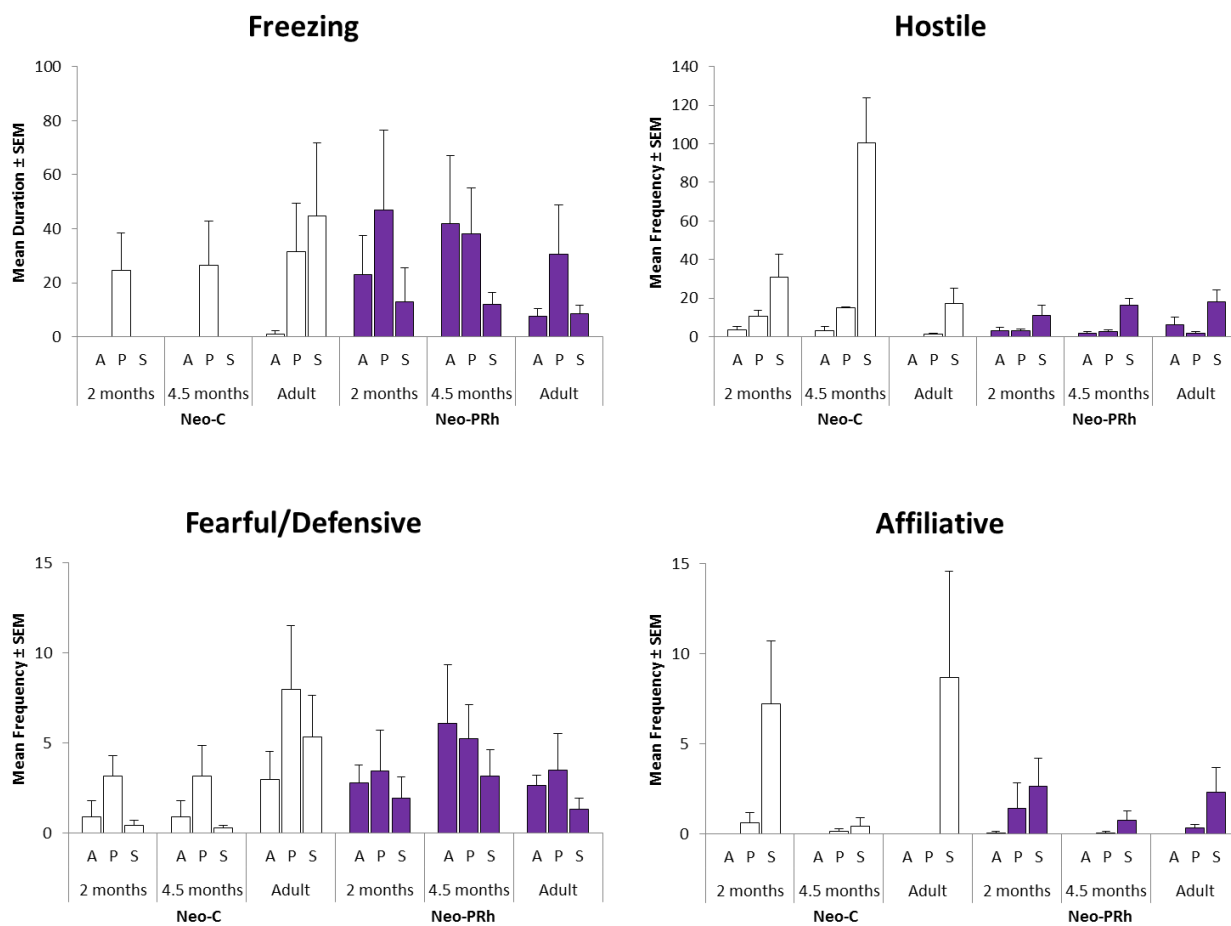 Freezing
Mean Duration ± SEM
100
80
60
40
20
0
A P S A P S A P S A P S A P S A P S
2 months 4.5 months Adult 2 months 4.5 months Adult
Neo-C Neo-PRh
Hostile
Mean Frequency ± SEM
140
120
100
80
60
40
20
0
A P S A P S A P S A P S A P S A P S
2 months 4.5 months Adult 2 months 4.5 months Adult
Neo-C Neo-PRh
Fearful/Defensive
Mean Frequency ± SEM
15
10
5
0
A P S A P S A P S A P S A P S A P S
2 months 4.5 months Adult 2 months 4.5 months Adult
Neo-C Neo-PRh
Affiliative
Mean Frequency ± SEM
15
10
5
0
A P S A P S A P S A P S A P S A P S
2 months 4.5 months Adult 2 months 4.5 months Adult
Neo-C Neo-PRh